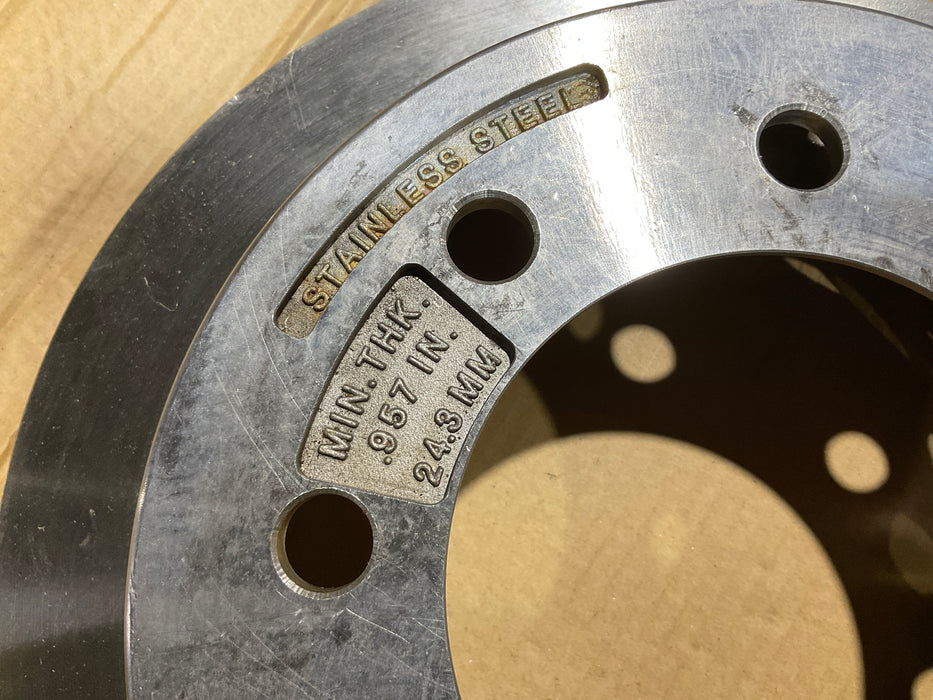 STAINLESS STEEL
MIN. THK.
.957 IN.
24.3 MM